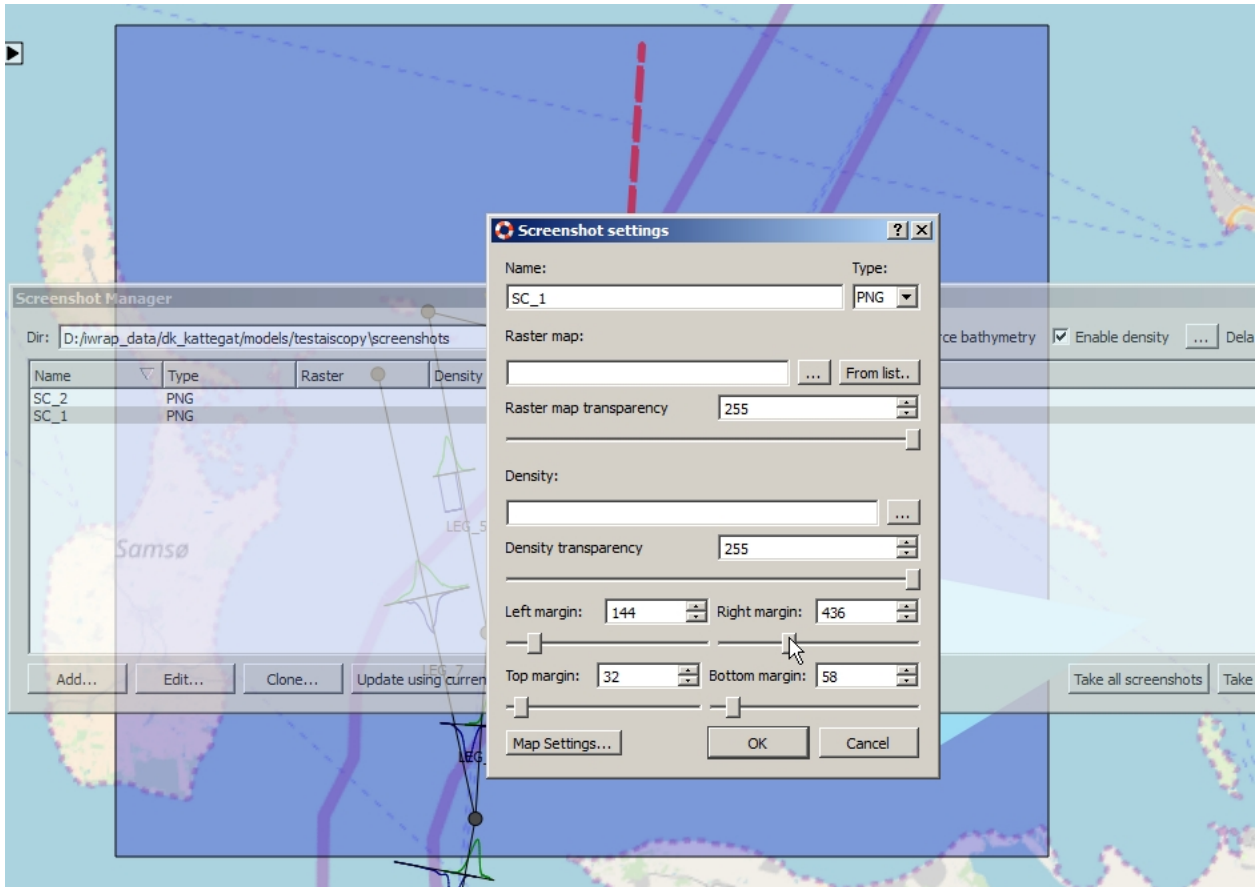 Screenshot settings
Name:
Type:
SC_1
PNG
Raster map:
... From list..
Raster map transparency 255
Density:
...
Density transparency 255
Left margin: 144 Right margin: 436
Top margin: 32 Bottom margin: 58
Map Settings... OK Cancel
Screenshot Manager
Dir: D:/iwrap_data/dk_kattegat/models/testaiscopy\screenshots
rce bathymetry Enable density ... Dela
Name Type Raster Density
SC_2 PNG
SC_1 PNG
LEG_5
Samsø
LEG_7
Add... Edit... Clone... Update using curren
Take all screenshots Take
LEG_